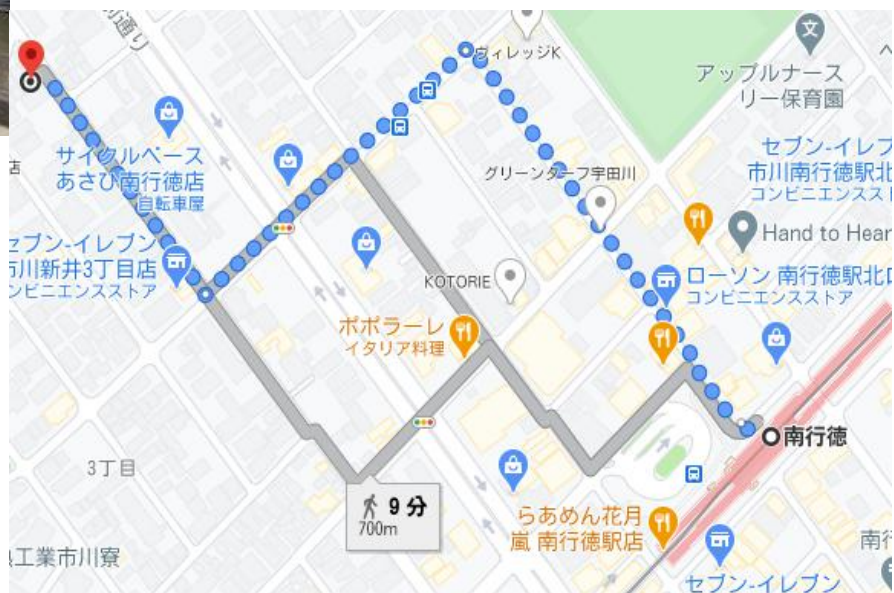 ヴィレッジK
アップルナース
リー保育園
サイクルベース
あさひ南行徳店
自転車屋
グリーンターフ宇田川
セブン-イレブ
市川南行徳駅北
コンビニエンススト
Hand to Hear
セブン-イレブン
市川新井3丁目店
コンビニエンスストア
KOTORIE
ローソン 南行徳駅北口
コンビニエンスストア
ポポラーレ
イタリア料理
南行徳
3丁目
9 分
700m
らあめん花月
嵐 南行徳駅店
工業市川寮
南行
セブン-イレブン